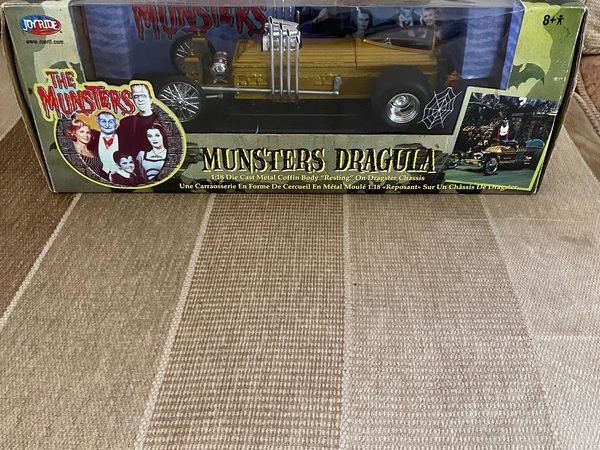 MUNSTERS
JOYRIDE
8+
THE
MUNSTERS
MUNSTERS DRAGULA
1:18 Die Cast Metal Coffin Body "Resting" On Dragster Chassis
Une Carraosserie En Forme De Cercueil En Métal Moulé 1:18 «Reposant» Sur Un Châssis De Dragster